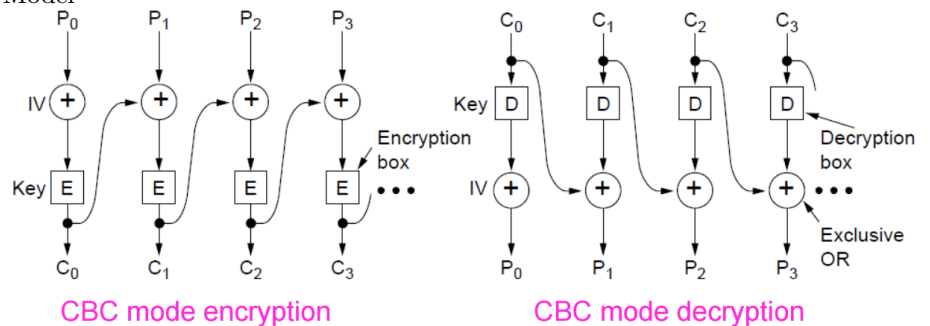 Model
P0 P1 P2 P3
IV + + + +
Encryption
box
Key E E E E
C0 C1 C2 C3
CBC mode encryption
C0 C1 C2 C3
Key D D D D
Decryption
box
IV + + + +
Exclusive
OR
P0 P1 P2 P3
CBC mode decryption